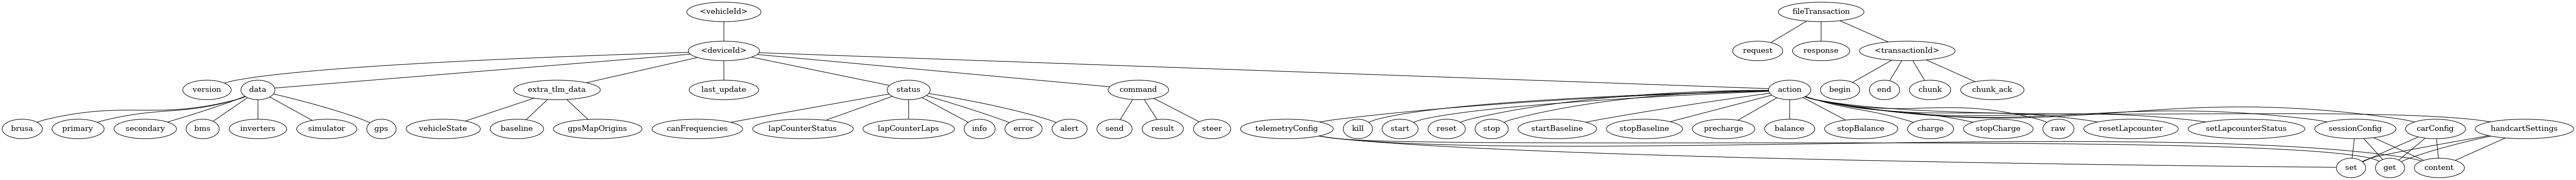 <vehicleId>
fileTransaction
<deviceId>
request
response
<transactionId>
version
data
extra_tlm_data
last_update
status
command
action
begin
end
chunk
chunk_ack
brusa
primary
secondary
bms
inverters
simulator
gps
vehicleState
baseline
gpsMapOrigins
canFrequencies
lapCounterStatus
lapCounterLaps
info
error
alert
send
result
steer
telemetryConfig
kill
start
reset
stop
startBaseline
stopBaseline
precharge
balance
stopBalance
charge
stopCharge
raw
resetLapcounter
setLapcounterStatus
sessionConfig
carConfig
handcartSettings
set
get
content